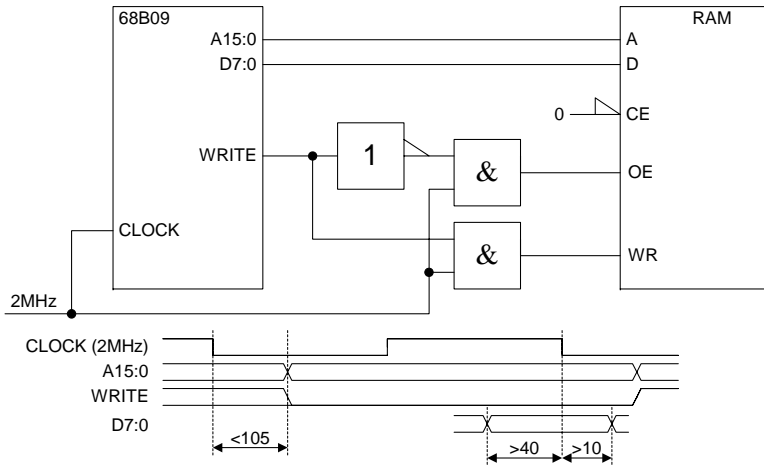 68B09
RAM
A15:0
A
D7:0
D
0
CE
WRITE
1
&
OE
CLOCK
&
WR
2MHz
CLOCK (2MHz)
A15:0
WRITE
D7:0
<105
>40
>10